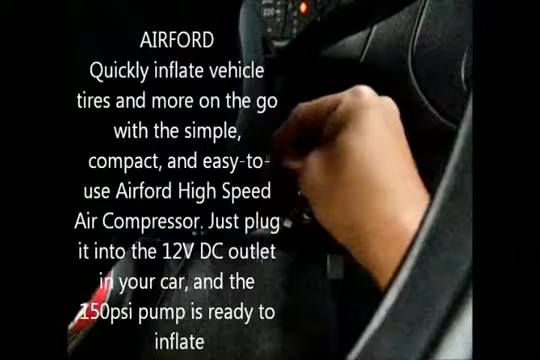 AIRFORD
Quickly inflate vehicle
tires and more on the go
with the simple,
compact, and easy-to-
use Airford High Speed
Air Compressor. Just plug
it into the 12V DC outlet
in your car, and the
150psi pump is ready to
inflate
220